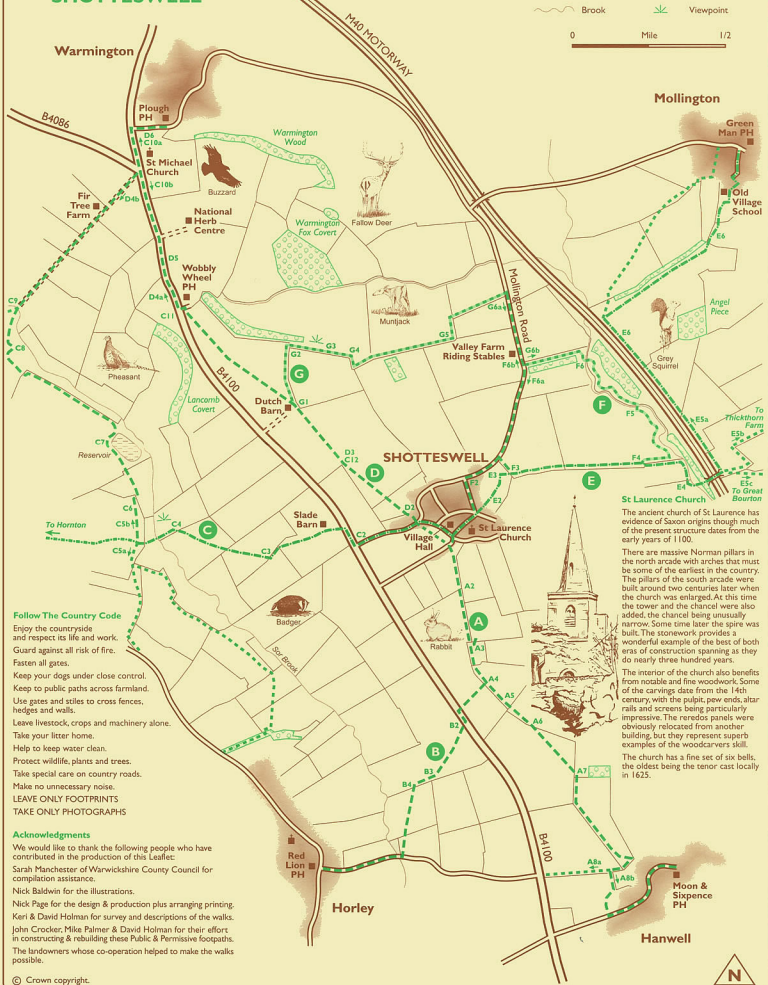 SHOTTESWELL
Brook
Viewpoint
0 Mile 1/2
M40 MOTORWAY
Warmington
B4086
Plough
PH
D6
C10a
St Michael
Church
C10b
Fir
Tree
Farm
D4b
National
Herb
Centre
Buzzard
Warmington
Wood
Fallow Deer
Warmington
Fox Covert
Mollington
Green
Man PH
Old
Village
School
E6
D5
Wobbly
Wheel
PH
D4a
C11
C9
C8
Pheasant
Lancomb
Covert
B4100
Muntjack
Mollington Road
G6a
G5
G4
G3
G2
G
G1
Valley Farm
Riding Stables
G6b
F6b
F6a
F6
F
F5
E6
Grey
Squirrel
Angel
Piece
E5a
To
Thickthorn
Farm
E5b
E5c
To Great
Bourton
Dutch
Barn
D3
C12
D
SHOTTESWELL
E3
F3
F2
E2
E
F4
E4
C7
Reservoir
C6
C5b
C4
C
C3
C5a
To Hornton
Slade
Barn
C2
D2
Village
Hall
St Laurence
Church
A2
A
A3
A4
A5
A6
A7
A8a
A8b
Rabbit
Badger
Sor Brook
B2
B
B3
B4
B4100
Red
Lion
PH
Horley
Moon &
Sixpence
PH
Hanwell
N
St Laurence Church
The ancient church of St Laurence has
evidence of Saxon origins though much
of the present structure dates from the
early years of 1100.
There are massive Norman pillars in
the north arcade with arches that must
be some of the earliest in the country.
The pillars of the south arcade were
built around two centuries later when
the church was enlarged. At this time
the tower and the chancel were also
added, the chancel being unusually
narrow. Some time later the spire was
built. The stonework provides a
wonderful example of the best of both
eras of construction spanning as they
do nearly three hundred years.
The interior of the church also benefits
from notable and fine woodwork. Some
of the carvings date from the 14th
century, with the pulpit, pew ends, altar
rails and screens being particularly
impressive. The reredos panels were
obviously relocated from another
building, but they represent superb
examples of the woodcarvers skill.
The church has a fine set of six bells,
the oldest being the tenor cast locally
in 1625.
Follow The Country Code
Enjoy the countryside
and respect its life and work.
Guard against all risk of fire.
Fasten all gates.
Keep your dogs under close control.
Keep to public paths across farmland.
Use gates and stiles to cross fences,
hedges and walls.
Leave livestock, crops and machinery alone.
Take your litter home.
Help to keep water clean.
Protect wildlife, plants and trees.
Take special care on country roads.
Make no unnecessary noise.
LEAVE ONLY FOOTPRINTS
TAKE ONLY PHOTOGRAPHS
Acknowledgments
We would like to thank the following people who have
contributed in the production of this Leaflet:
Sarah Manchester of Warwickshire County Council for
compilation assistance.
Nick Baldwin for the illustrations.
Nick Page for the design & production plus arranging printing.
Keri & David Holman for survey and descriptions of the walks.
John Crocker, Mike Palmer & David Holman for their effort
in constructing & rebuilding these Public & Permissive footpaths.
The landowners whose co-operation helped to make the walks
possible.
© Crown copyright.